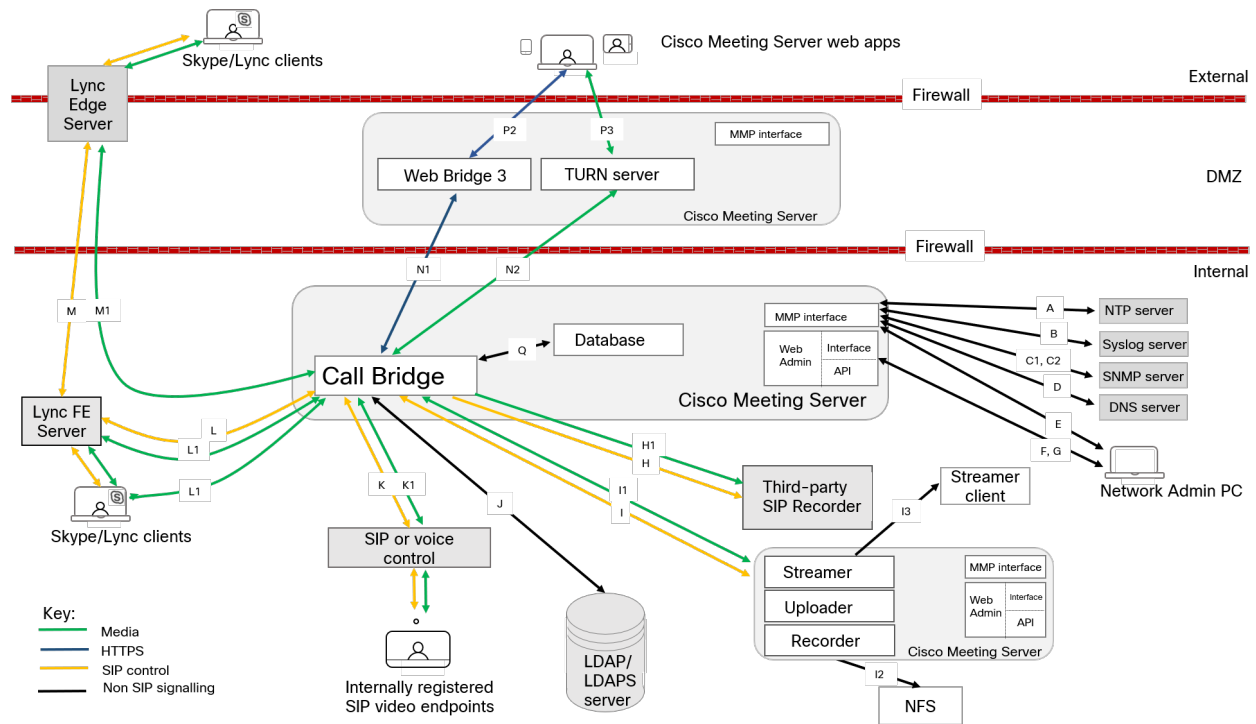 Skype/Lync clients
Cisco Meeting Server web apps
External
Lync
Edge
Server
Firewall
P2
P3
MMP interface
Web Bridge 3
TURN server
DMZ
Cisco Meeting Server
Firewall
Internal
N1
N2
M
M1
MMP interface
Web
Admin
Interface
API
A
B
C1, C2
D
E
F, G
NTP server
Syslog server
SNMP server
DNS server
Network Admin PC
Q
Database
Call Bridge
Cisco Meeting Server
Lync FE
Server
L
L1
L1
Skype/Lync clients
K
K1
J
H1
H
I1
I
Third-party
SIP Recorder
Streamer
client
I3
SIP or voice
control
Streamer
Uploader
Recorder
MMP interface
Web
Admin
Interface
API
Cisco Meeting Server
I2
NFS
LDAP/
LDAPS
server
Internally registered
SIP video endpoints
Key:
Media
HTTPS
SIP control
Non SIP signalling